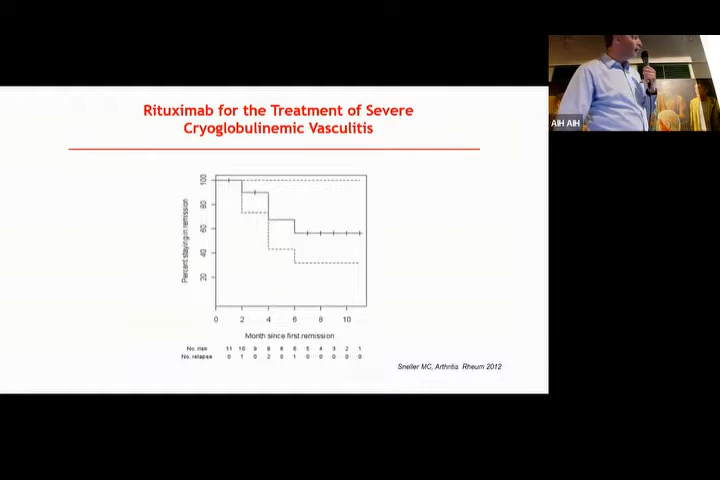 Rituximab for the Treatment of Severe
Cryoglobulinemic Vasculitis
AIH AIH
Percent staying in remission
100
80
60
40
20
0 2 4 6 8 10
Month since first remission
No. risk 11 10 9 8 6 6 5 4 3 2 1
No. relapse 0 1 0 2 0 1 0 0 0 0 0
Sneller MC, Arthritis Rheum 2012